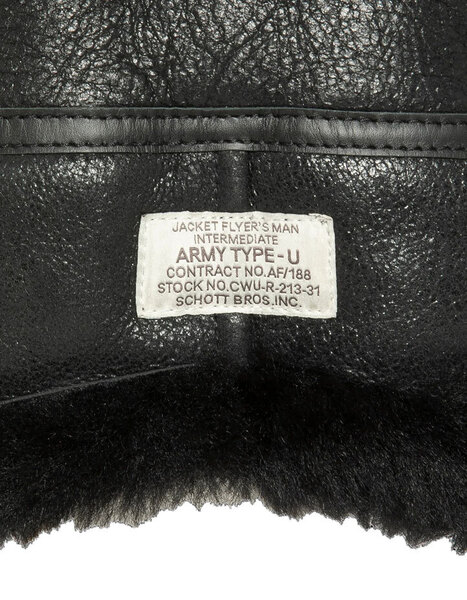 JACKET FLYER'S MAN
INTERMEDIATE
ARMY TYPE-U
CONTRACT NO.AF/188
STOCK NO.CWU-R-213-31
SCHOTT BROS.INC.